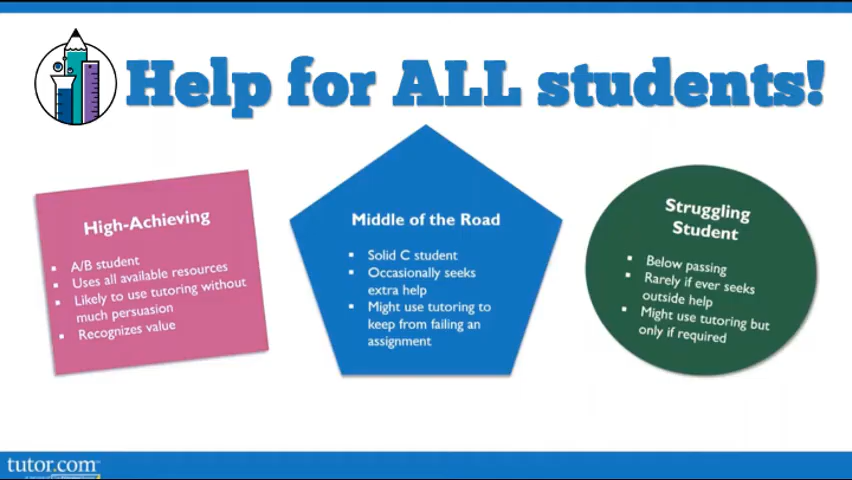 Help for ALL students!
High-Achieving
▪ A/B student
▪ Uses all available resources
▪ Likely to use tutoring without
much persuasion
▪ Recognizes value
Middle of the Road
▪ Solid C student
▪ Occasionally seeks
extra help
▪ Might use tutoring to
keep from failing an
assignment
Struggling
Student
▪ Below passing
▪ Rarely if ever seeks
outside help
▪ Might use tutoring but
only if required
tutor.com